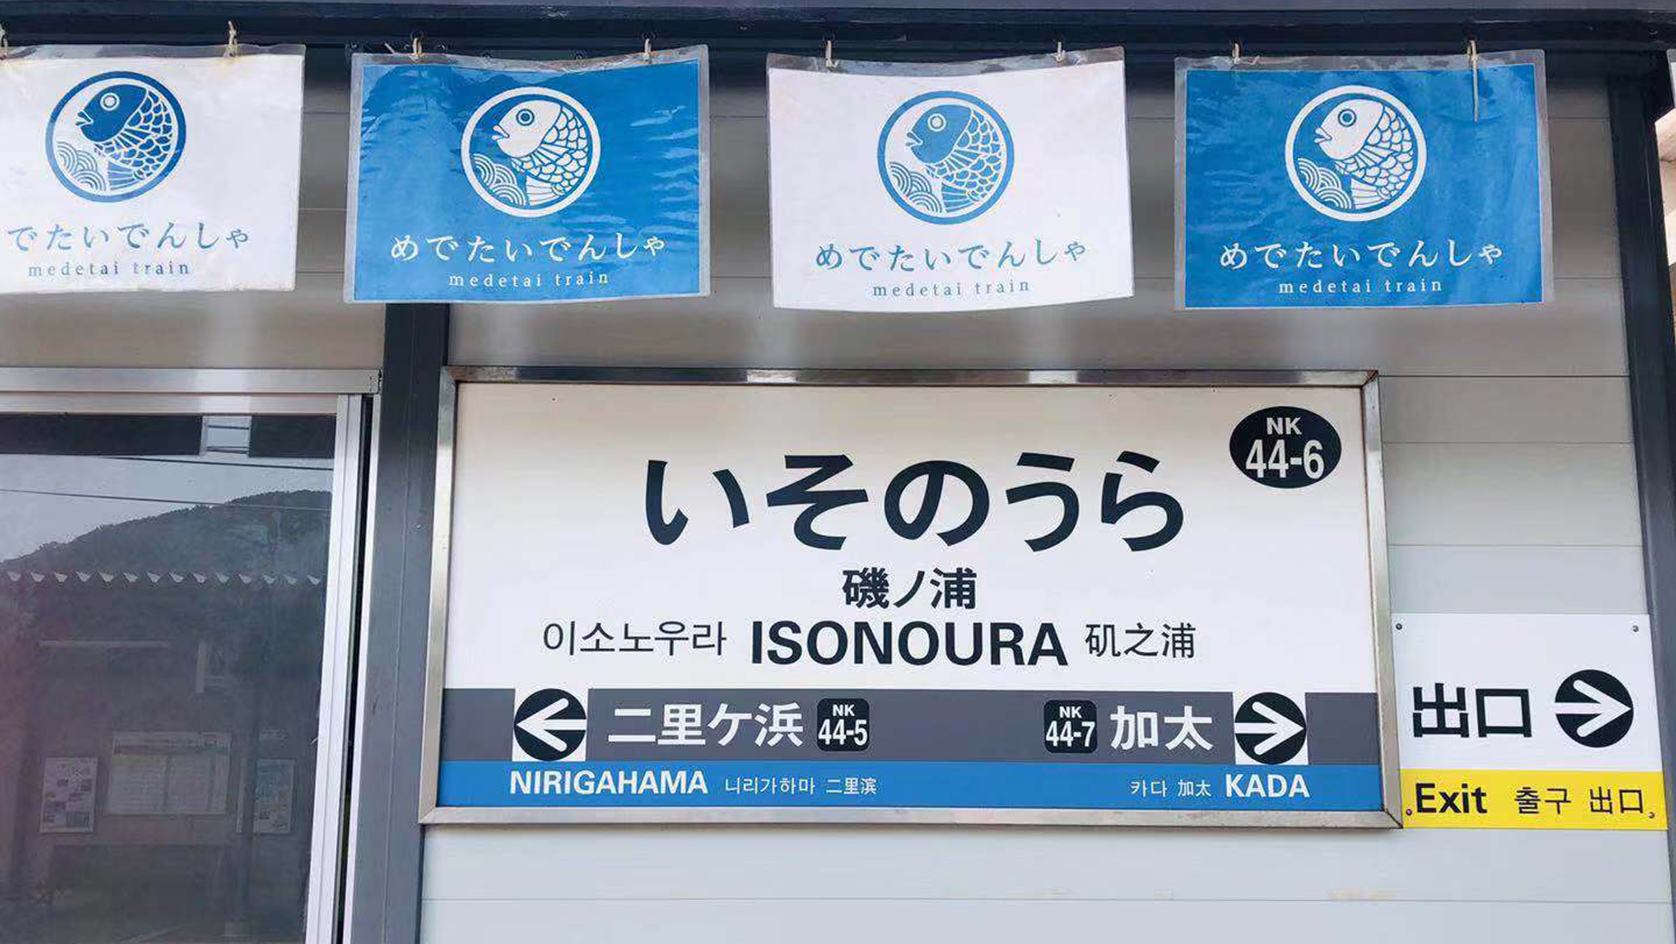 でたいでんしゃ
medetai train
めでたいでんしゃ
medetai train
めでたいでんしゃ
medetai train
めでたいでんしゃ
medetai train
NK
44-6
いそのうら
磯ノ浦
이소노우라 ISONOURA 矶之浦
二里ケ浜 NK 44-5
NK 44-7 加太
NIRIGAHAMA 니리가하마 二里滨
카다 加太 KADA
出口
Exit 출구 出口